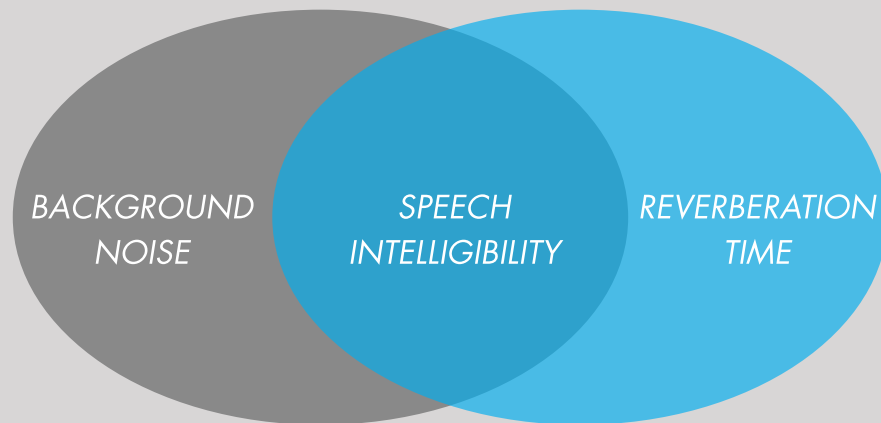 BACKGROUND
NOISE
SPEECH
INTELLIGIBILITY
REVERBERATION
TIME